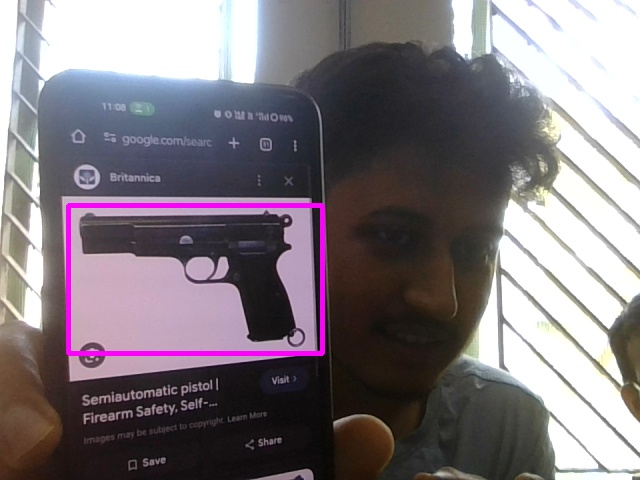 11:08
98%
google.com/searc
Britannica
Semiautomatic pistol |
Firearm Safety, Self-...
Visit >
Images may be subject to copyright. Learn More
Save
Share